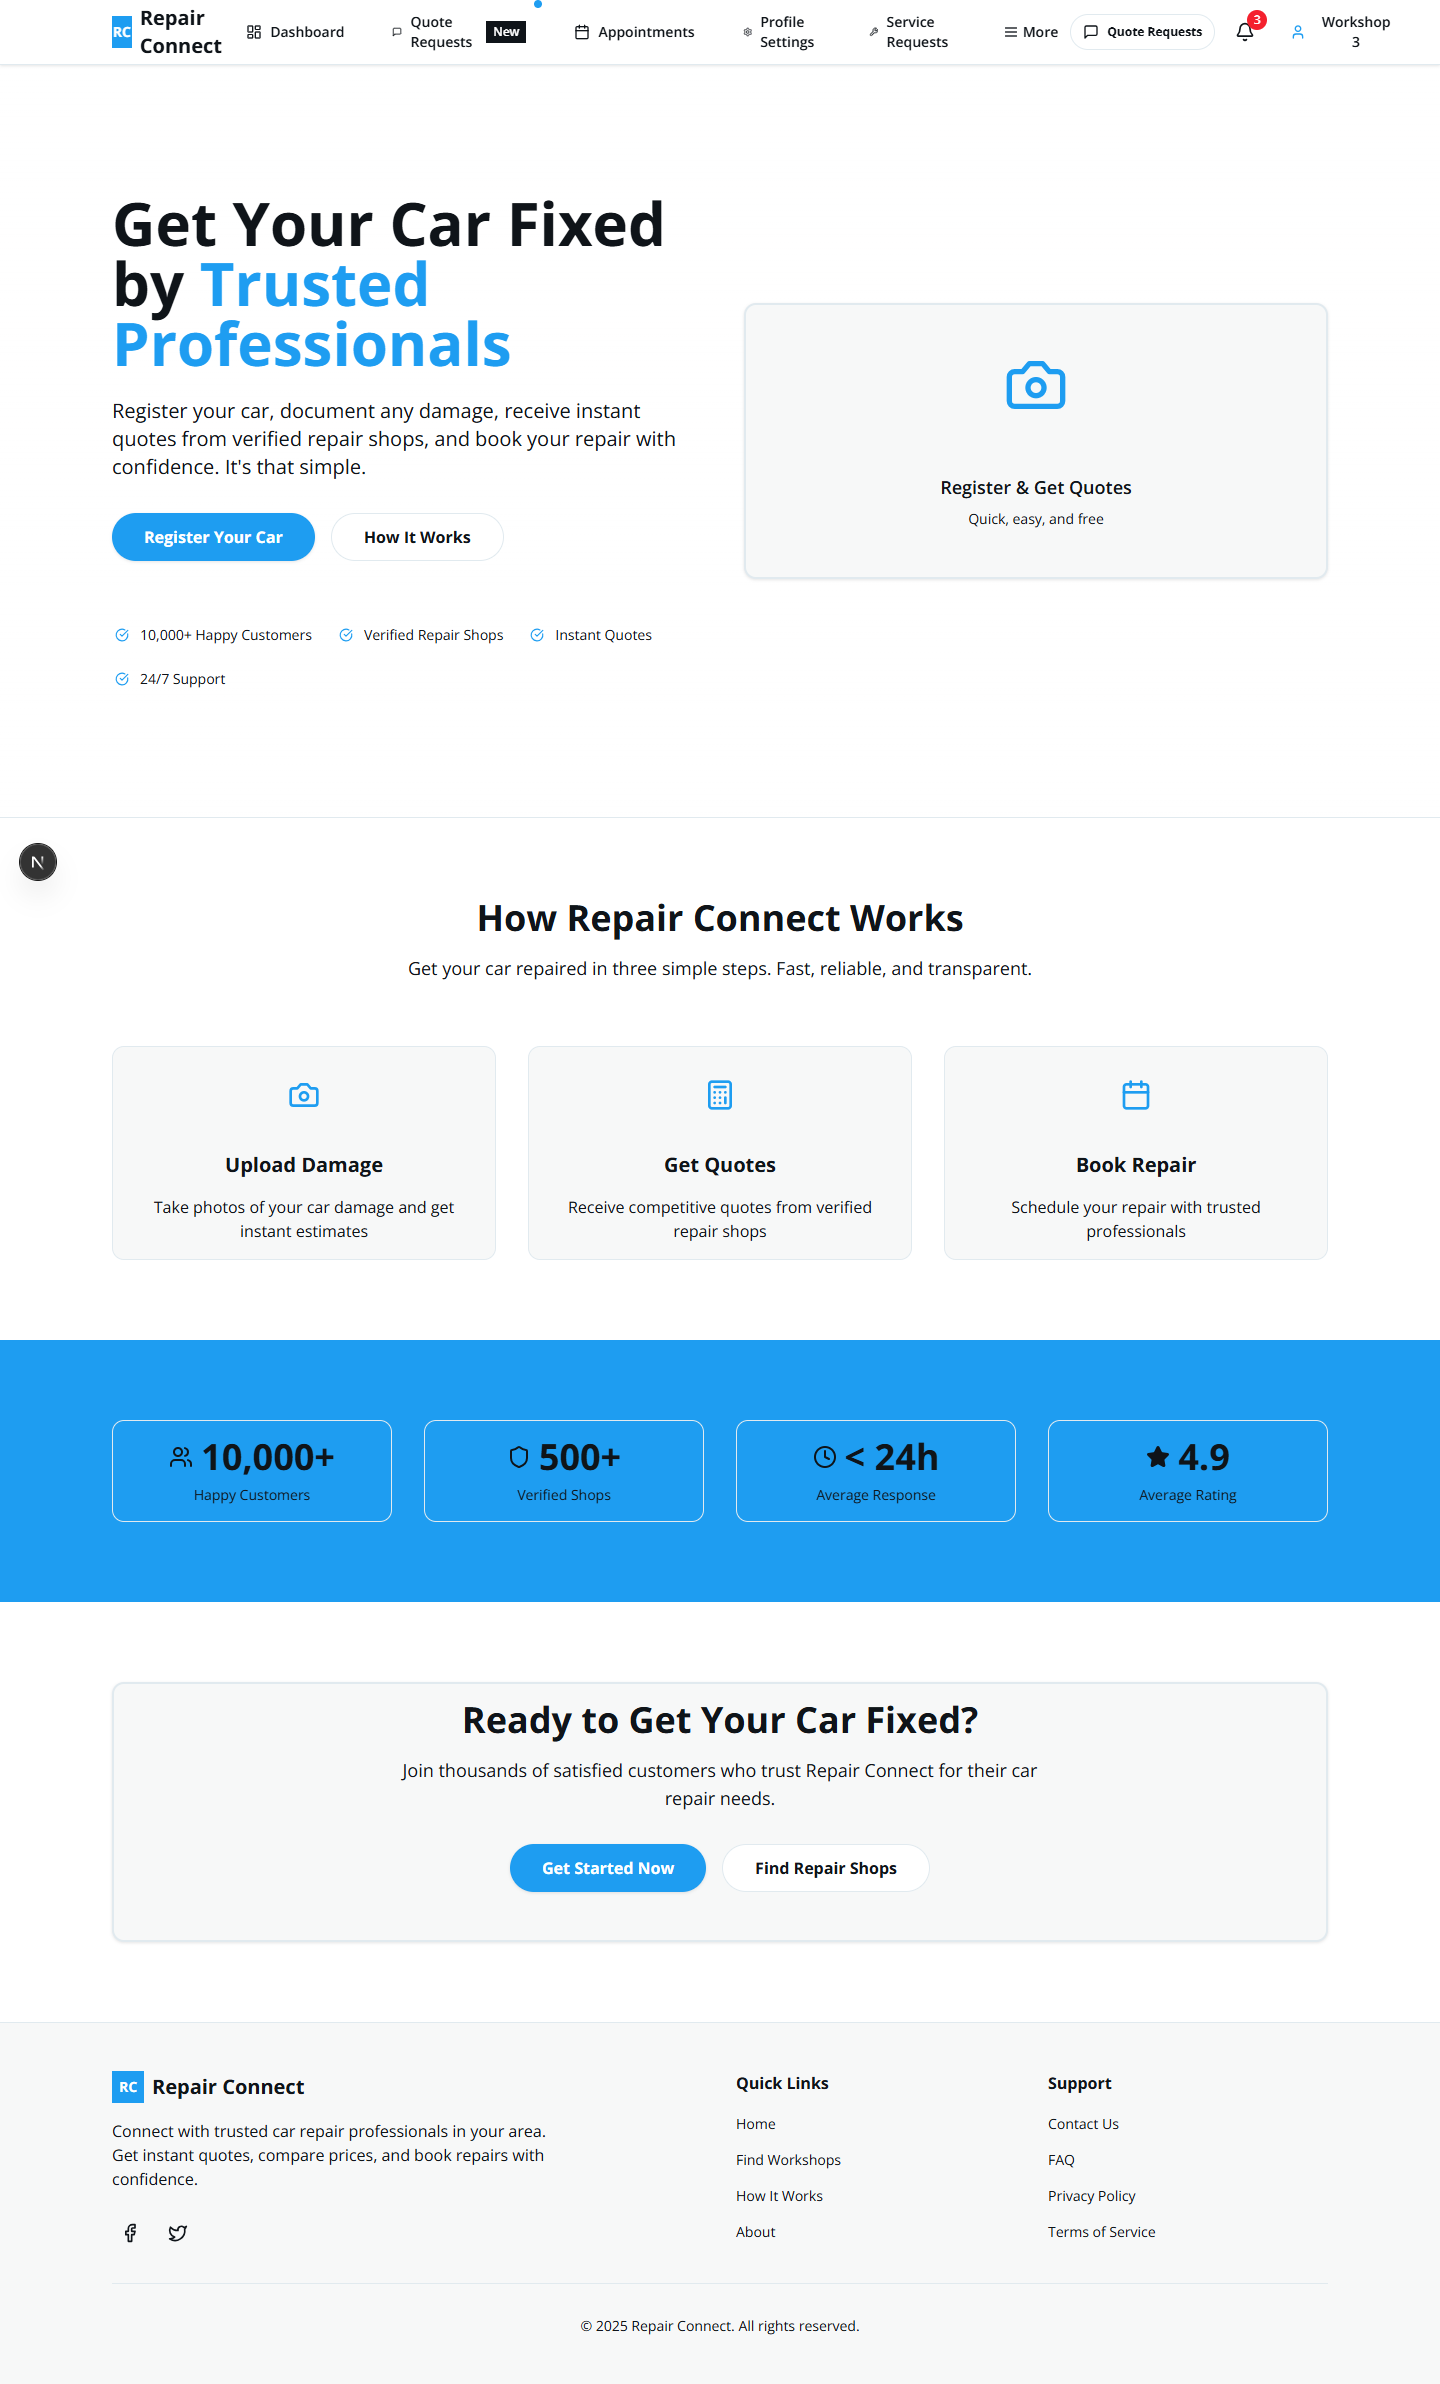 RC
Repair
Connect
Dashboard
Quote
Requests
New
Appointments
Profile
Settings
Service
Requests
More
Quote Requests
3
Workshop
3
Get Your Car Fixed
by Trusted
Professionals
Register your car, document any damage, receive instant
quotes from verified repair shops, and book your repair with
confidence. It's that simple.
Register Your Car
How It Works
10,000+ Happy Customers
Verified Repair Shops
Instant Quotes
24/7 Support
Register & Get Quotes
Quick, easy, and free
N
How Repair Connect Works
Get your car repaired in three simple steps. Fast, reliable, and transparent.
Upload Damage
Take photos of your car damage and get
instant estimates
Get Quotes
Receive competitive quotes from verified
repair shops
Book Repair
Schedule your repair with trusted
professionals
10,000+
Happy Customers
500+
Verified Shops
< 24h
Average Response
4.9
Average Rating
Ready to Get Your Car Fixed?
Join thousands of satisfied customers who trust Repair Connect for their car
repair needs.
Get Started Now
Find Repair Shops
RC
Repair Connect
Connect with trusted car repair professionals in your area.
Get instant quotes, compare prices, and book repairs with
confidence.
Quick Links
Home
Find Workshops
How It Works
About
Support
Contact Us
FAQ
Privacy Policy
Terms of Service
© 2025 Repair Connect. All rights reserved.